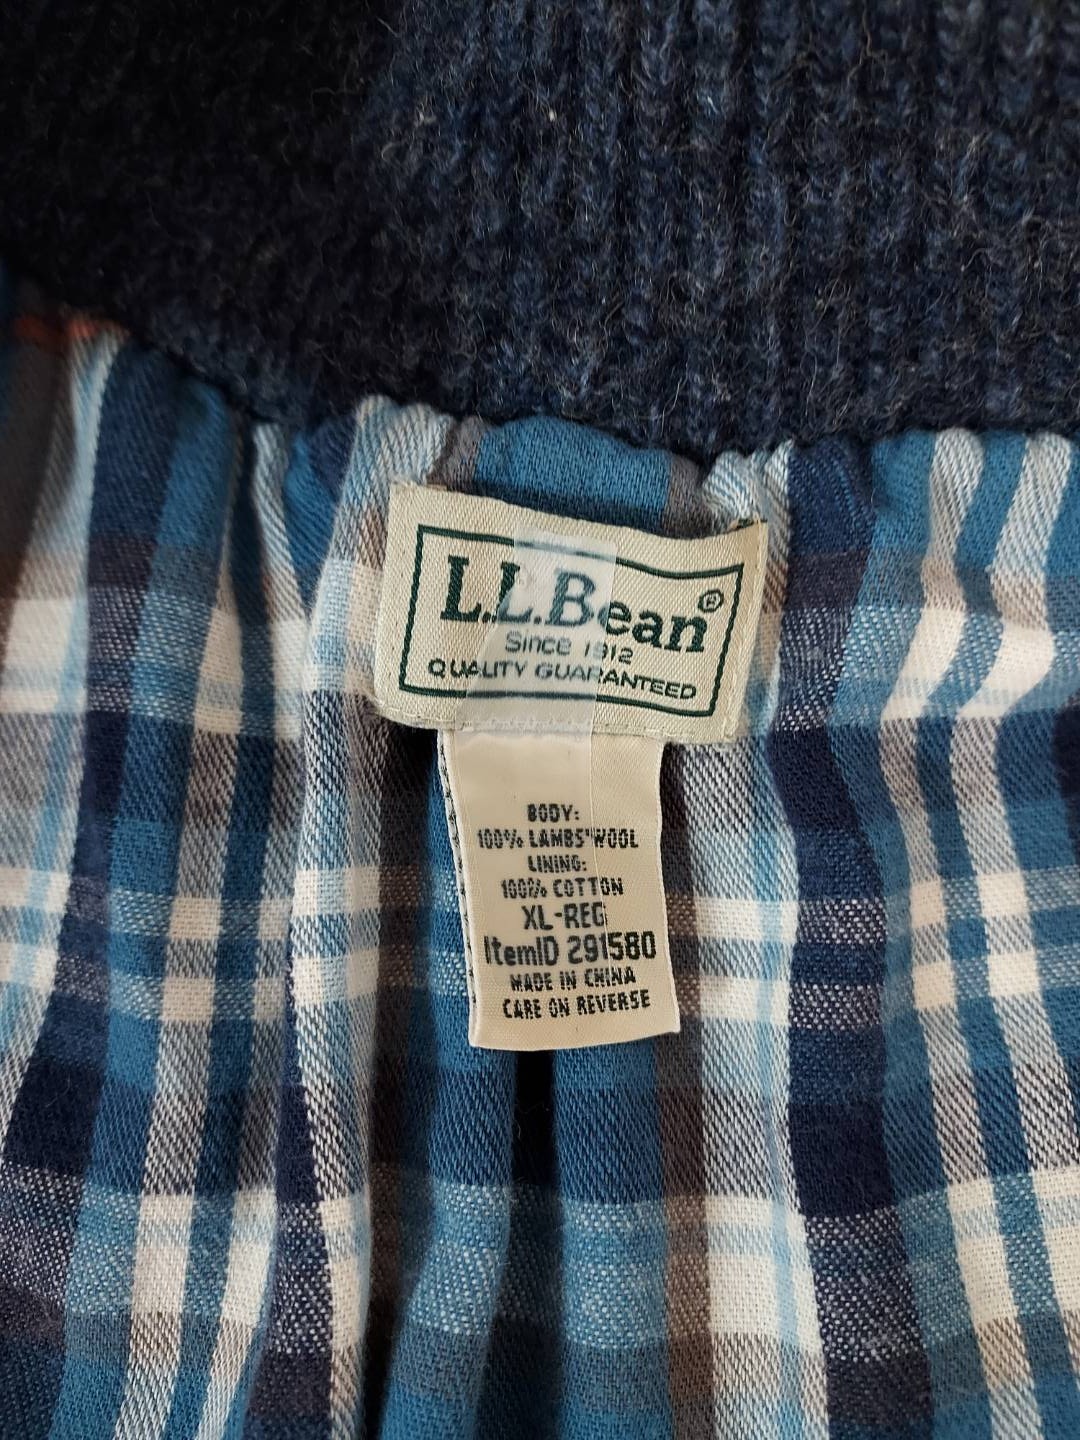 L.L.Bean®
Since 1912
QUALITY GUARANTEED
BODY:
100% LAMBS'WOOL
LINING:
100% COTTON
XL-REG
ItemID 291580
MADE IN CHINA
CARE ON REVERSE